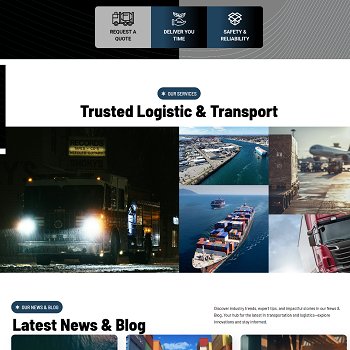 REQUEST A
QUOTE
DELIVER YOU
TIME
SAFETY &
RELIABILITY
OUR SERVICES
Trusted Logistic & Transport
OUR NEWS & BLOG
Latest News & Blog
Discover industry trends, expert tips, and impactful stories in our News &
Blog. Your hub for the latest in transportation and logistics—explore
innovations and stay informed.